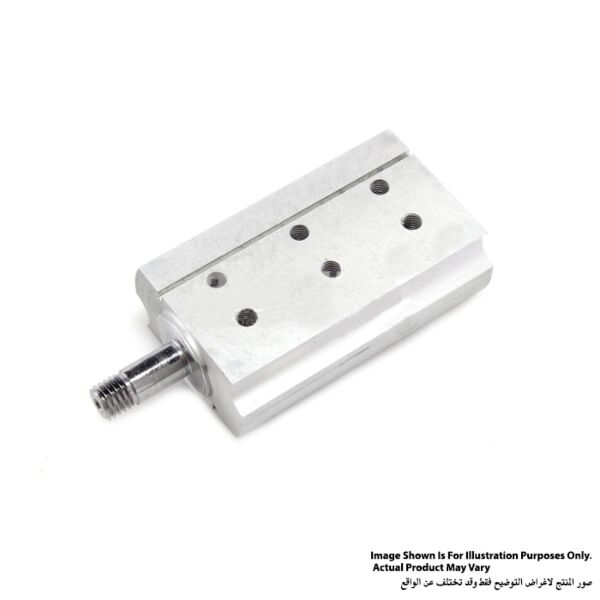 Image Shown Is For Illustration Purposes Only.
Actual Product May Vary
صور المنتج لاغراض التوضيح فقط وقد تختلف عن الواقع